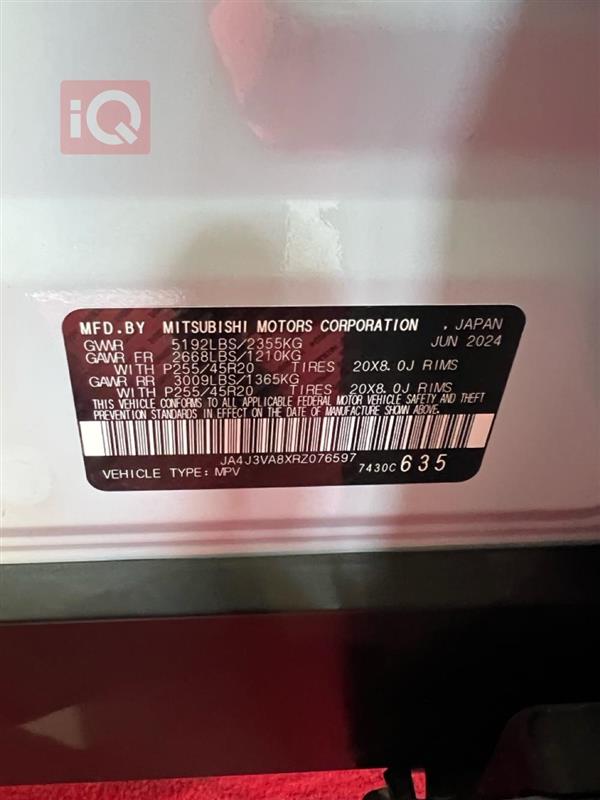 iQ
MFD.BY MITSUBISHI MOTORS CORPORATION , JAPAN
GVWR 5192LBS/2355KG JUN 2024
GAWR FR 2668LBS/1210KG
WITH P255/45R20 TIRES 20X8.0J RIMS
GAWR RR 3009LBS/1365KG
WITH P255/45R20 TIRES 20X8.0J RIMS
THIS VEHICLE CONFORMS TO ALL APPLICABLE FEDERAL MOTOR VEHICLE SAFETY AND THEFT
PREVENTION STANDARDS IN EFFECT ON THE DATE OF MANUFACTURE SHOWN ABOVE.
JA4J3VA8XRZ076597
VEHICLE TYPE: MPV 7430C 635